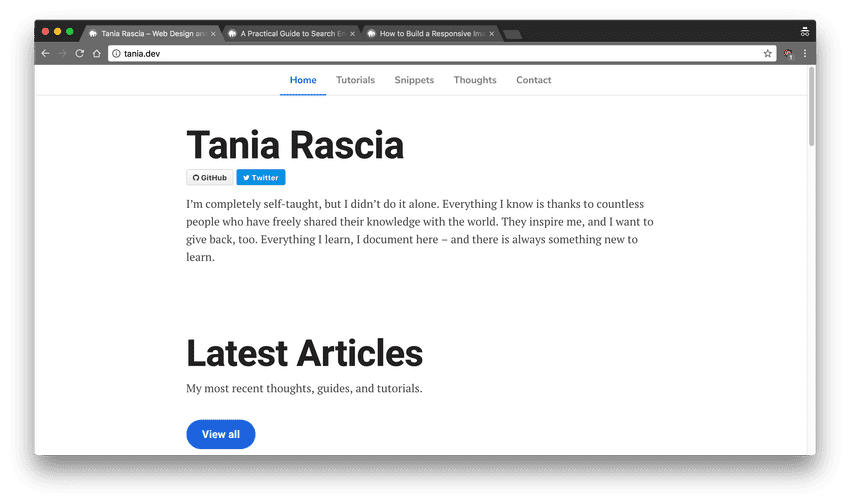 Tania Rascia – Web Design an
A Practical Guide to Search En
How to Build a Responsive Ima
tania.dev
1
Home
Tutorials
Snippets
Thoughts
Contact
Tania Rascia
GitHub
Twitter
I'm completely self-taught, but I didn't do it alone. Everything I know is thanks to countless
people who have freely shared their knowledge with the world. They inspire me, and I want to
give back, too. Everything I learn, I document here – and there is always something new to
learn.
Latest Articles
My most recent thoughts, guides, and tutorials.
View all